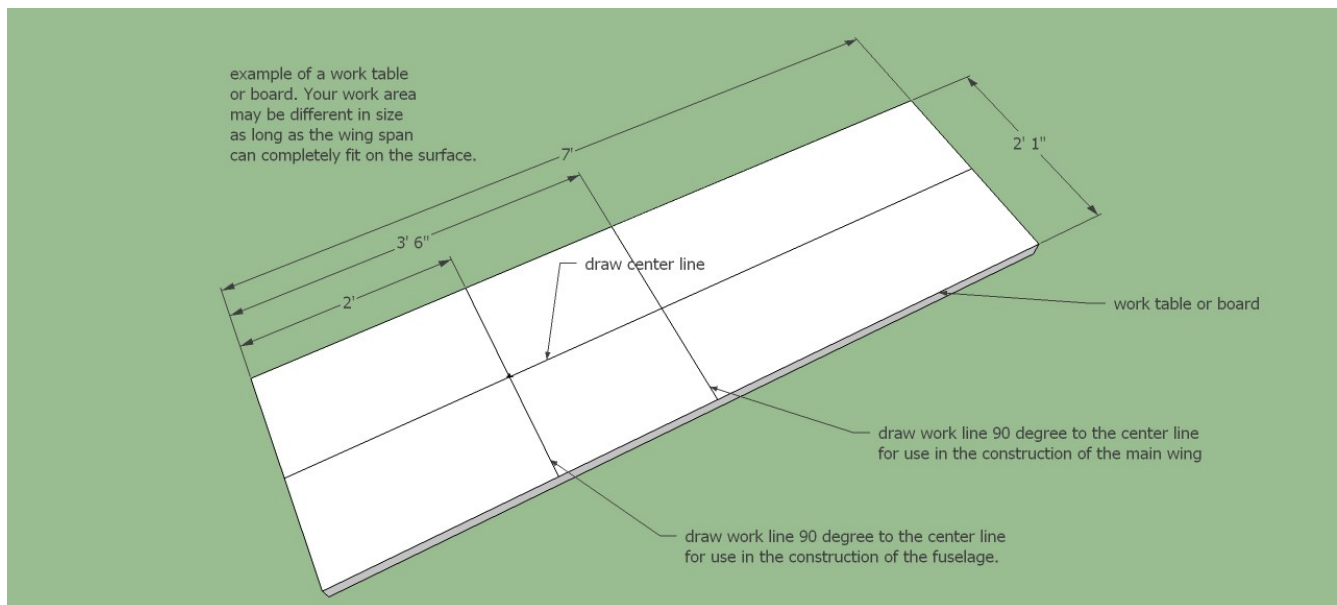 example of a work table
or board. Your work area
may be different in size
as long as the wing span
can completely fit on the surface.
7'
2' 1"
3' 6"
draw center line
2'
work table or board
draw work line 90 degree to the center line
for use in the construction of the main wing
draw work line 90 degree to the center line
for use in the construction of the fuselage.